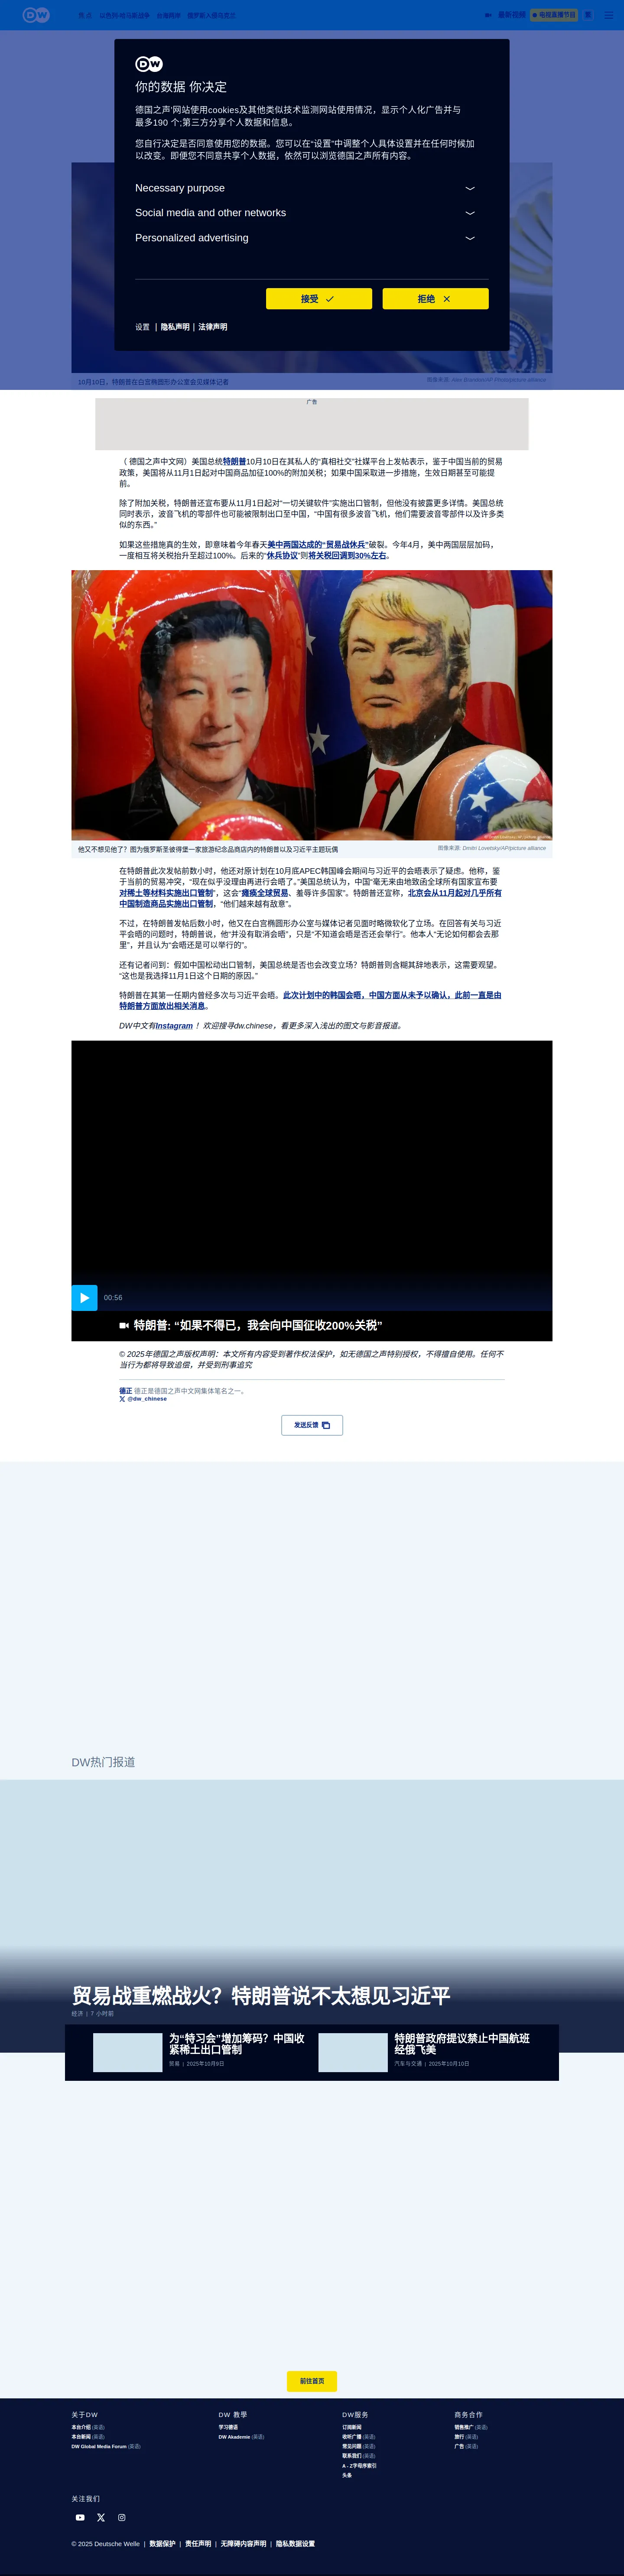 DW
焦点
以色列-哈马斯战争
台海两岸
俄罗斯入侵乌克兰
最新视频
电视直播节目
DW
你的数据 你决定
德国之声'网站使用cookies及其他类似技术监测网站使用情况，显示个人化广告并与
最多190 个;第三方分享个人数据和信息。
您自行决定是否同意使用您的数据。您可以在“设置”中调整个人具体设置并在任何时候加
以改变。即便您不同意共享个人数据，依然可以浏览德国之声所有内容。
Necessary purpose
Social media and other networks
Personalized advertising
接受
拒绝
设置 | 隐私声明 | 法律声明
10月10日，特朗普在白宫椭圆形办公室会见媒体记者
图像来源: Alex Brandon/AP Photo/picture alliance
广告
（ 德国之声中文网）美国总统特朗普10月10日在其私人的“真相社交”社媒平台上发帖表示，鉴于中国当前的贸易
政策，美国将从11月1日起对中国商品加征100%的附加关税；如果中国采取进一步措施，生效日期甚至可能提
前。
除了附加关税，特朗普还宣布要从11月1日起对“一切关键软件”实施出口管制，但他没有披露更多详情。美国总统
同时表示，波音飞机的零部件也可能被限制出口至中国，“中国有很多波音飞机，他们需要波音零部件以及许多类
似的东西。”
如果这些措施真的生效，即意味着今年春天美中两国达成的“贸易战休兵”破裂。今年4月，美中两国层层加码，
一度相互将关税抬升至超过100%。后来的“休兵协议”则将关税回调到30%左右。
他又不想见他了？图为俄罗斯圣彼得堡一家旅游纪念品商店内的特朗普以及习近平主题玩偶
图像来源: Dmitri Lovetsky/AP/picture alliance
在特朗普此次发帖前数小时，他还对原计划在10月底APEC韩国峰会期间与习近平的会晤表示了疑虑。他称，鉴
于当前的贸易冲突，“现在似乎没理由再进行会晤了。”美国总统认为，中国“毫无来由地致函全球所有国家宣布要
对稀土等材料实施出口管制”，这会“瘫痪全球贸易、羞辱许多国家”。特朗普还宣称，北京会从11月起对几乎所有
中国制造商品实施出口管制，“他们越来越有敌意”。
不过，在特朗普发帖后数小时，他又在白宫椭圆形办公室与媒体记者见面时略微软化了立场。在回答有关与习近
平会晤的问题时，特朗普说，他“并没有取消会晤”，只是“不知道会晤是否还会举行”。他本人“无论如何都会去那
里”，并且认为“会晤还是可以举行的”。
还有记者问到：假如中国松动出口管制，美国总统是否也会改变立场？特朗普则含糊其辞地表示，这需要观望。
“这也是我选择11月1日这个日期的原因。”
特朗普在其第一任期内曾经多次与习近平会晤。此次计划中的韩国会晤，中国方面从未予以确认，此前一直是由
特朗普方面放出相关消息。
DW中文有Instagram！欢迎搜寻dw.chinese，看更多深入浅出的图文与影音报道。
00:56
特朗普: “如果不得已，我会向中国征收200%关税”
© 2025年德国之声版权声明：本文所有内容受到著作权法保护，如无德国之声特别授权，不得擅自使用。任何不
当行为都将导致追偿，并受到刑事追究
德正 德正是德国之声中文网集体笔名之一。
@dw_chinese
发送反馈
DW热门报道
贸易战重燃战火？特朗普说不太想见习近平
经济 | 7 小时前
为“特习会”增加筹码？中国收
紧稀土出口管制
贸易 | 2025年10月9日
特朗普政府提议禁止中国航班
经俄飞美
汽车与交通 | 2025年10月10日
前往首页
关于DW
本台介绍 (英语)
本台新闻 (英语)
DW Global Media Forum (英语)
DW 教學
学习德语
DW Akademie (英语)
DW服务
订阅新闻
收听广播 (英语)
常见问题 (英语)
联系我们 (英语)
A - Z字母序索引
头条
商务合作
销售推广 (英语)
旅行 (英语)
广告 (英语)
关注我们
© 2025 Deutsche Welle | 数据保护 | 责任声明 | 无障碍内容声明 | 隐私数据设置